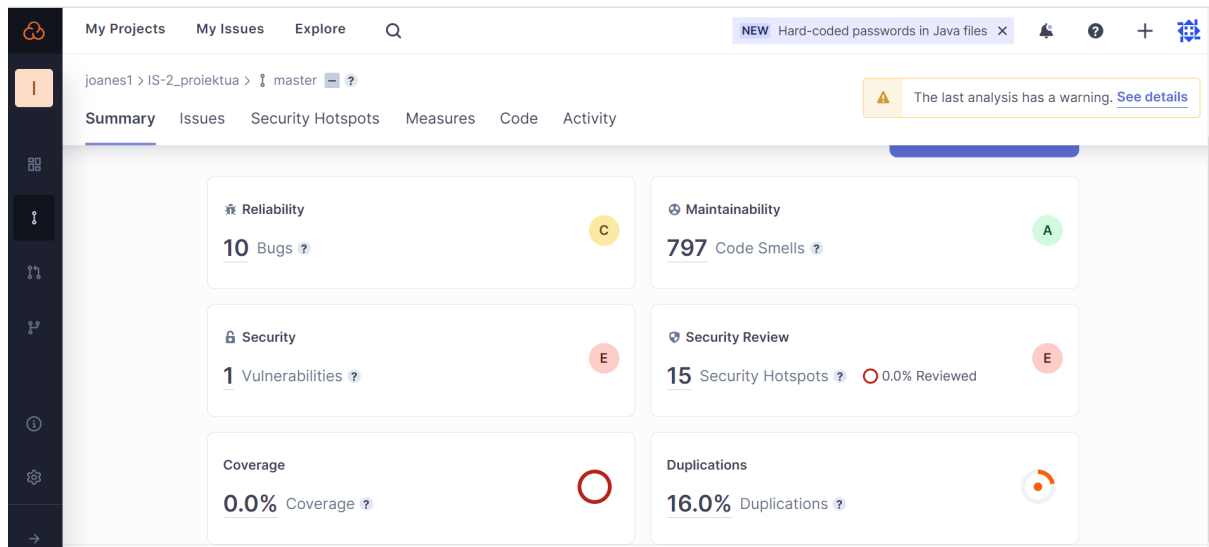 My Projects My Issues Explore NEW Hard-coded passwords in Java files
I joanes1 > IS-2_proiektua > master ?
The last analysis has a warning. See details
Summary Issues Security Hotspots Measures Code Activity
Reliability
10 Bugs ?
C
Maintainability
797 Code Smells ?
A
Security
1 Vulnerabilities ?
E
Security Review
15 Security Hotspots ? 0.0% Reviewed
E
Coverage
0.0% Coverage ?
Duplications
16.0% Duplications ?